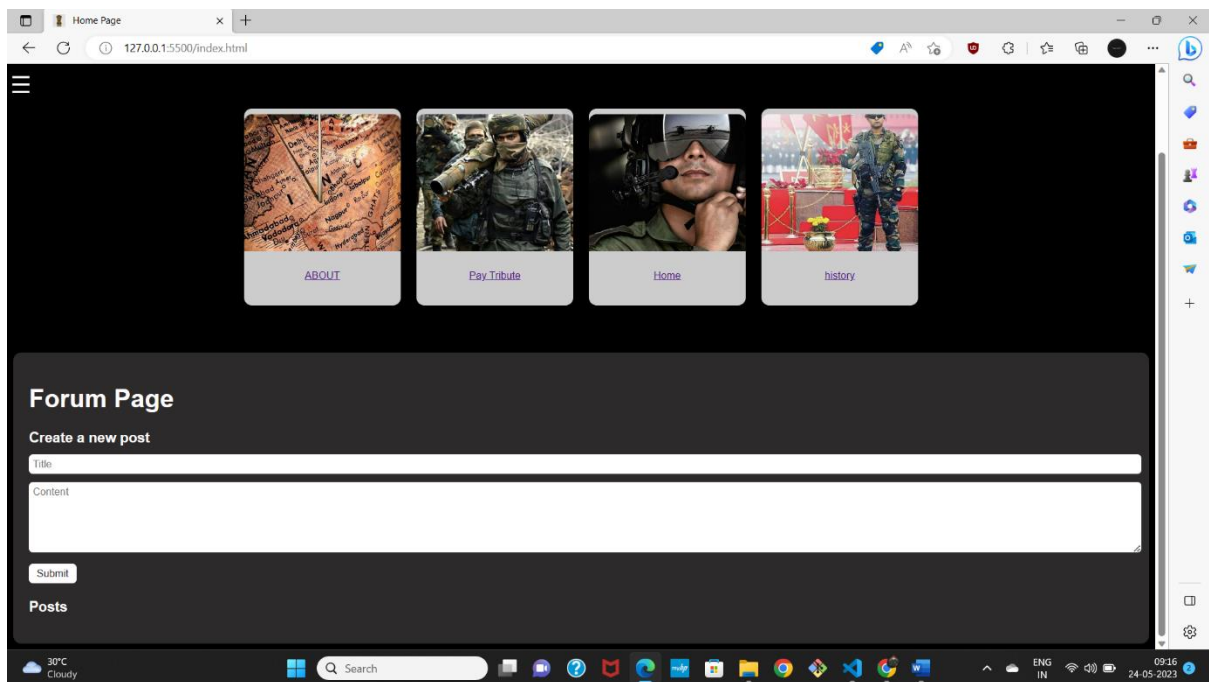 Home Page
127.0.0.1:5500/index.html
ABOUT
Pay Tribute
Home
history
Forum Page
Create a new post
Title
Content
Submit
Posts
30°C
Cloudy
Search
ENG
IN
09:16
24-05-2023
2